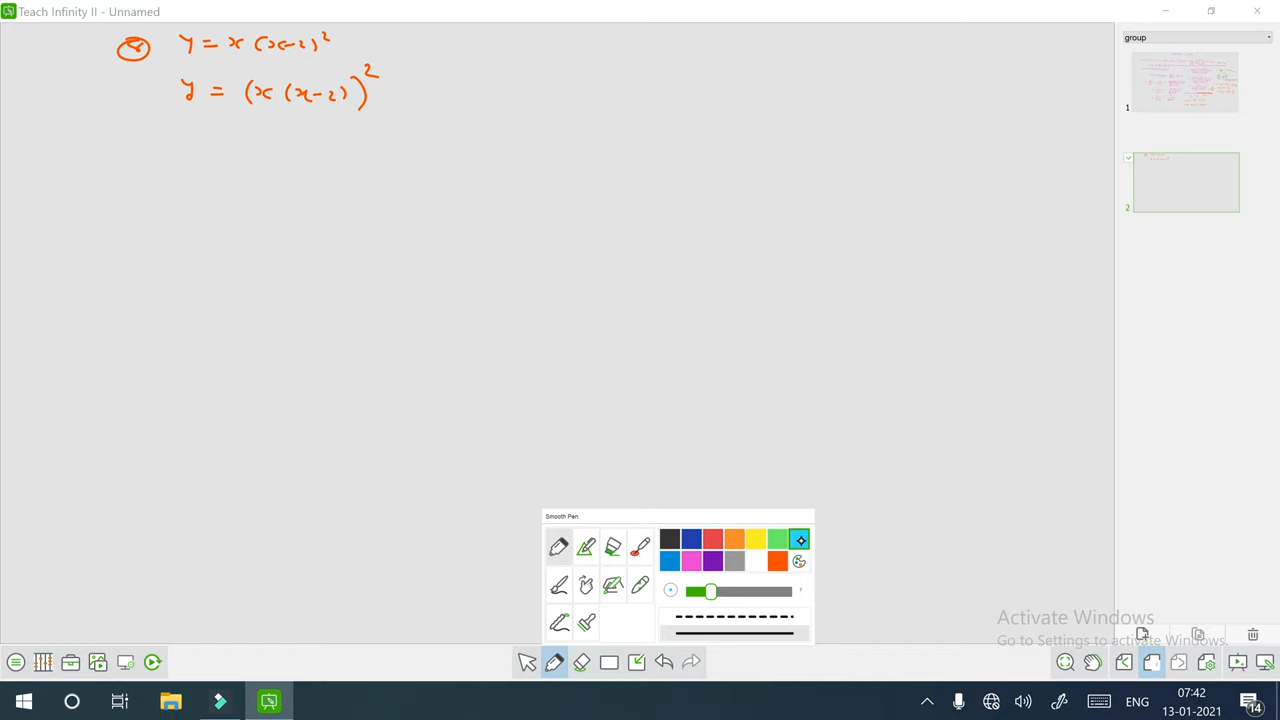 Teach Infinity II - Unnamed
y = x (x-2)²
y = (x (x-2))²
group
1
2
Smooth Pen
7
Activate Windows
Go to Settings to activate Windows.
ENG
07:42
13-01-2021
14